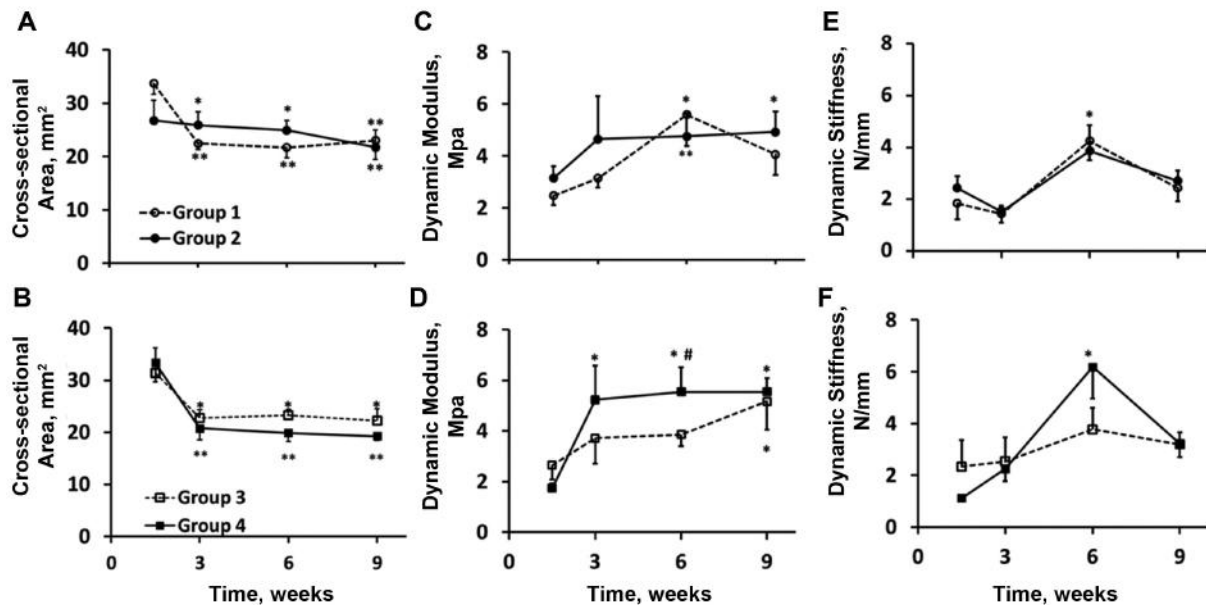 A
Cross-sectional
Area, mm²
40
30
20
10
0
*
*
**
**
**
**
Group 1
Group 2
C
Dynamic Modulus,
Mpa
8
6
4
2
0
*
*
**
E
Dynamic Stiffness,
N/mm
8
6
4
2
0
*
B
Cross-sectional
Area, mm²
40
30
20
10
0
*
*
*
**
**
**
Group 3
Group 4
0
3
6
9
Time, weeks
D
Dynamic Modulus,
Mpa
8
6
4
2
0
*
* #
*
*
0
3
6
9
Time, weeks
F
Dynamic Stiffness,
N/mm
8
6
4
2
0
*
0
3
6
9
Time, weeks